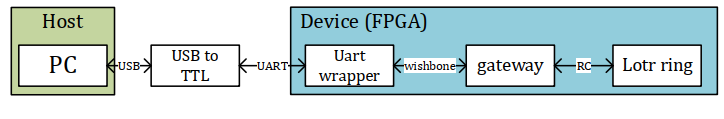 Host
Device (FPGA)
PC
USB
USB to
TTL
UART
Uart
wrapper
wishbone
gateway
RC
Lotr ring